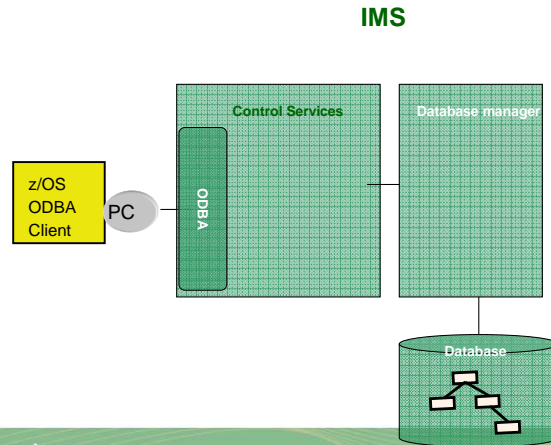 IMS
Control Services
Database manager
z/OS
ODBA
Client
PC
ODBA
Database